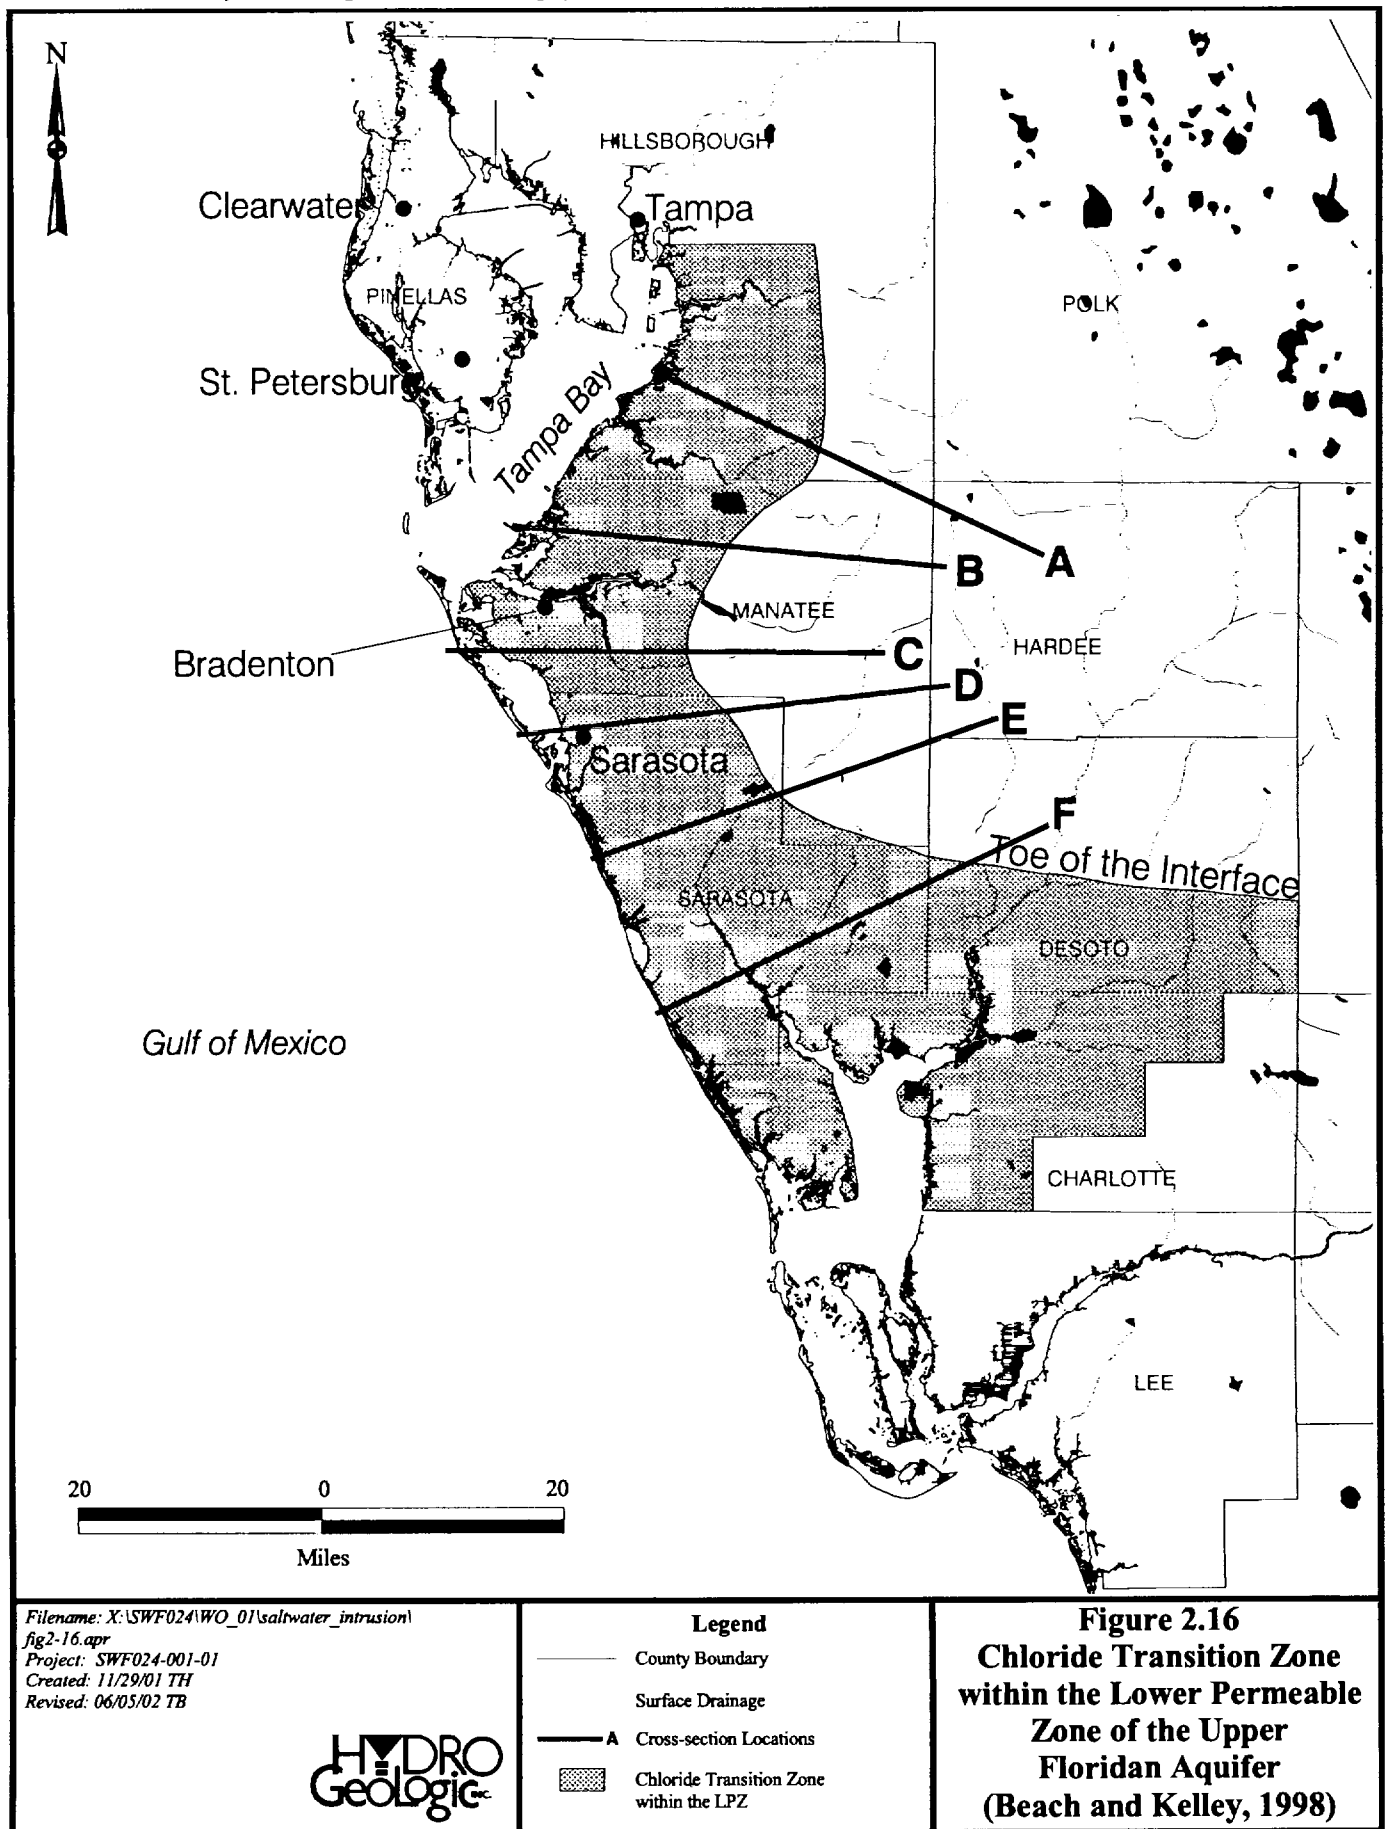 N
HILLSBOROUGH
Clearwater
Tampa
PINELLAS
POLK
St. Petersburg
Tampa Bay
A
B
MANATEE
HARDEE
Bradenton
C
D
E
Sarasota
F
Toe of the Interface
SARASOTA
DESOTO
Gulf of Mexico
CHARLOTTE
LEE
20 0 20
Miles
Filename: X:\SWF024\WO_01\saltwater_intrusion\
fig2-16.apr
Project: SWF024-001-01
Created: 11/29/01 TH
Revised: 06/05/02 TB
HYDRO
GeoLogic INC.
Legend
County Boundary
Surface Drainage
A Cross-section Locations
Chloride Transition Zone
within the LPZ
Figure 2.16
Chloride Transition Zone
within the Lower Permeable
Zone of the Upper
Floridan Aquifer
(Beach and Kelley, 1998)